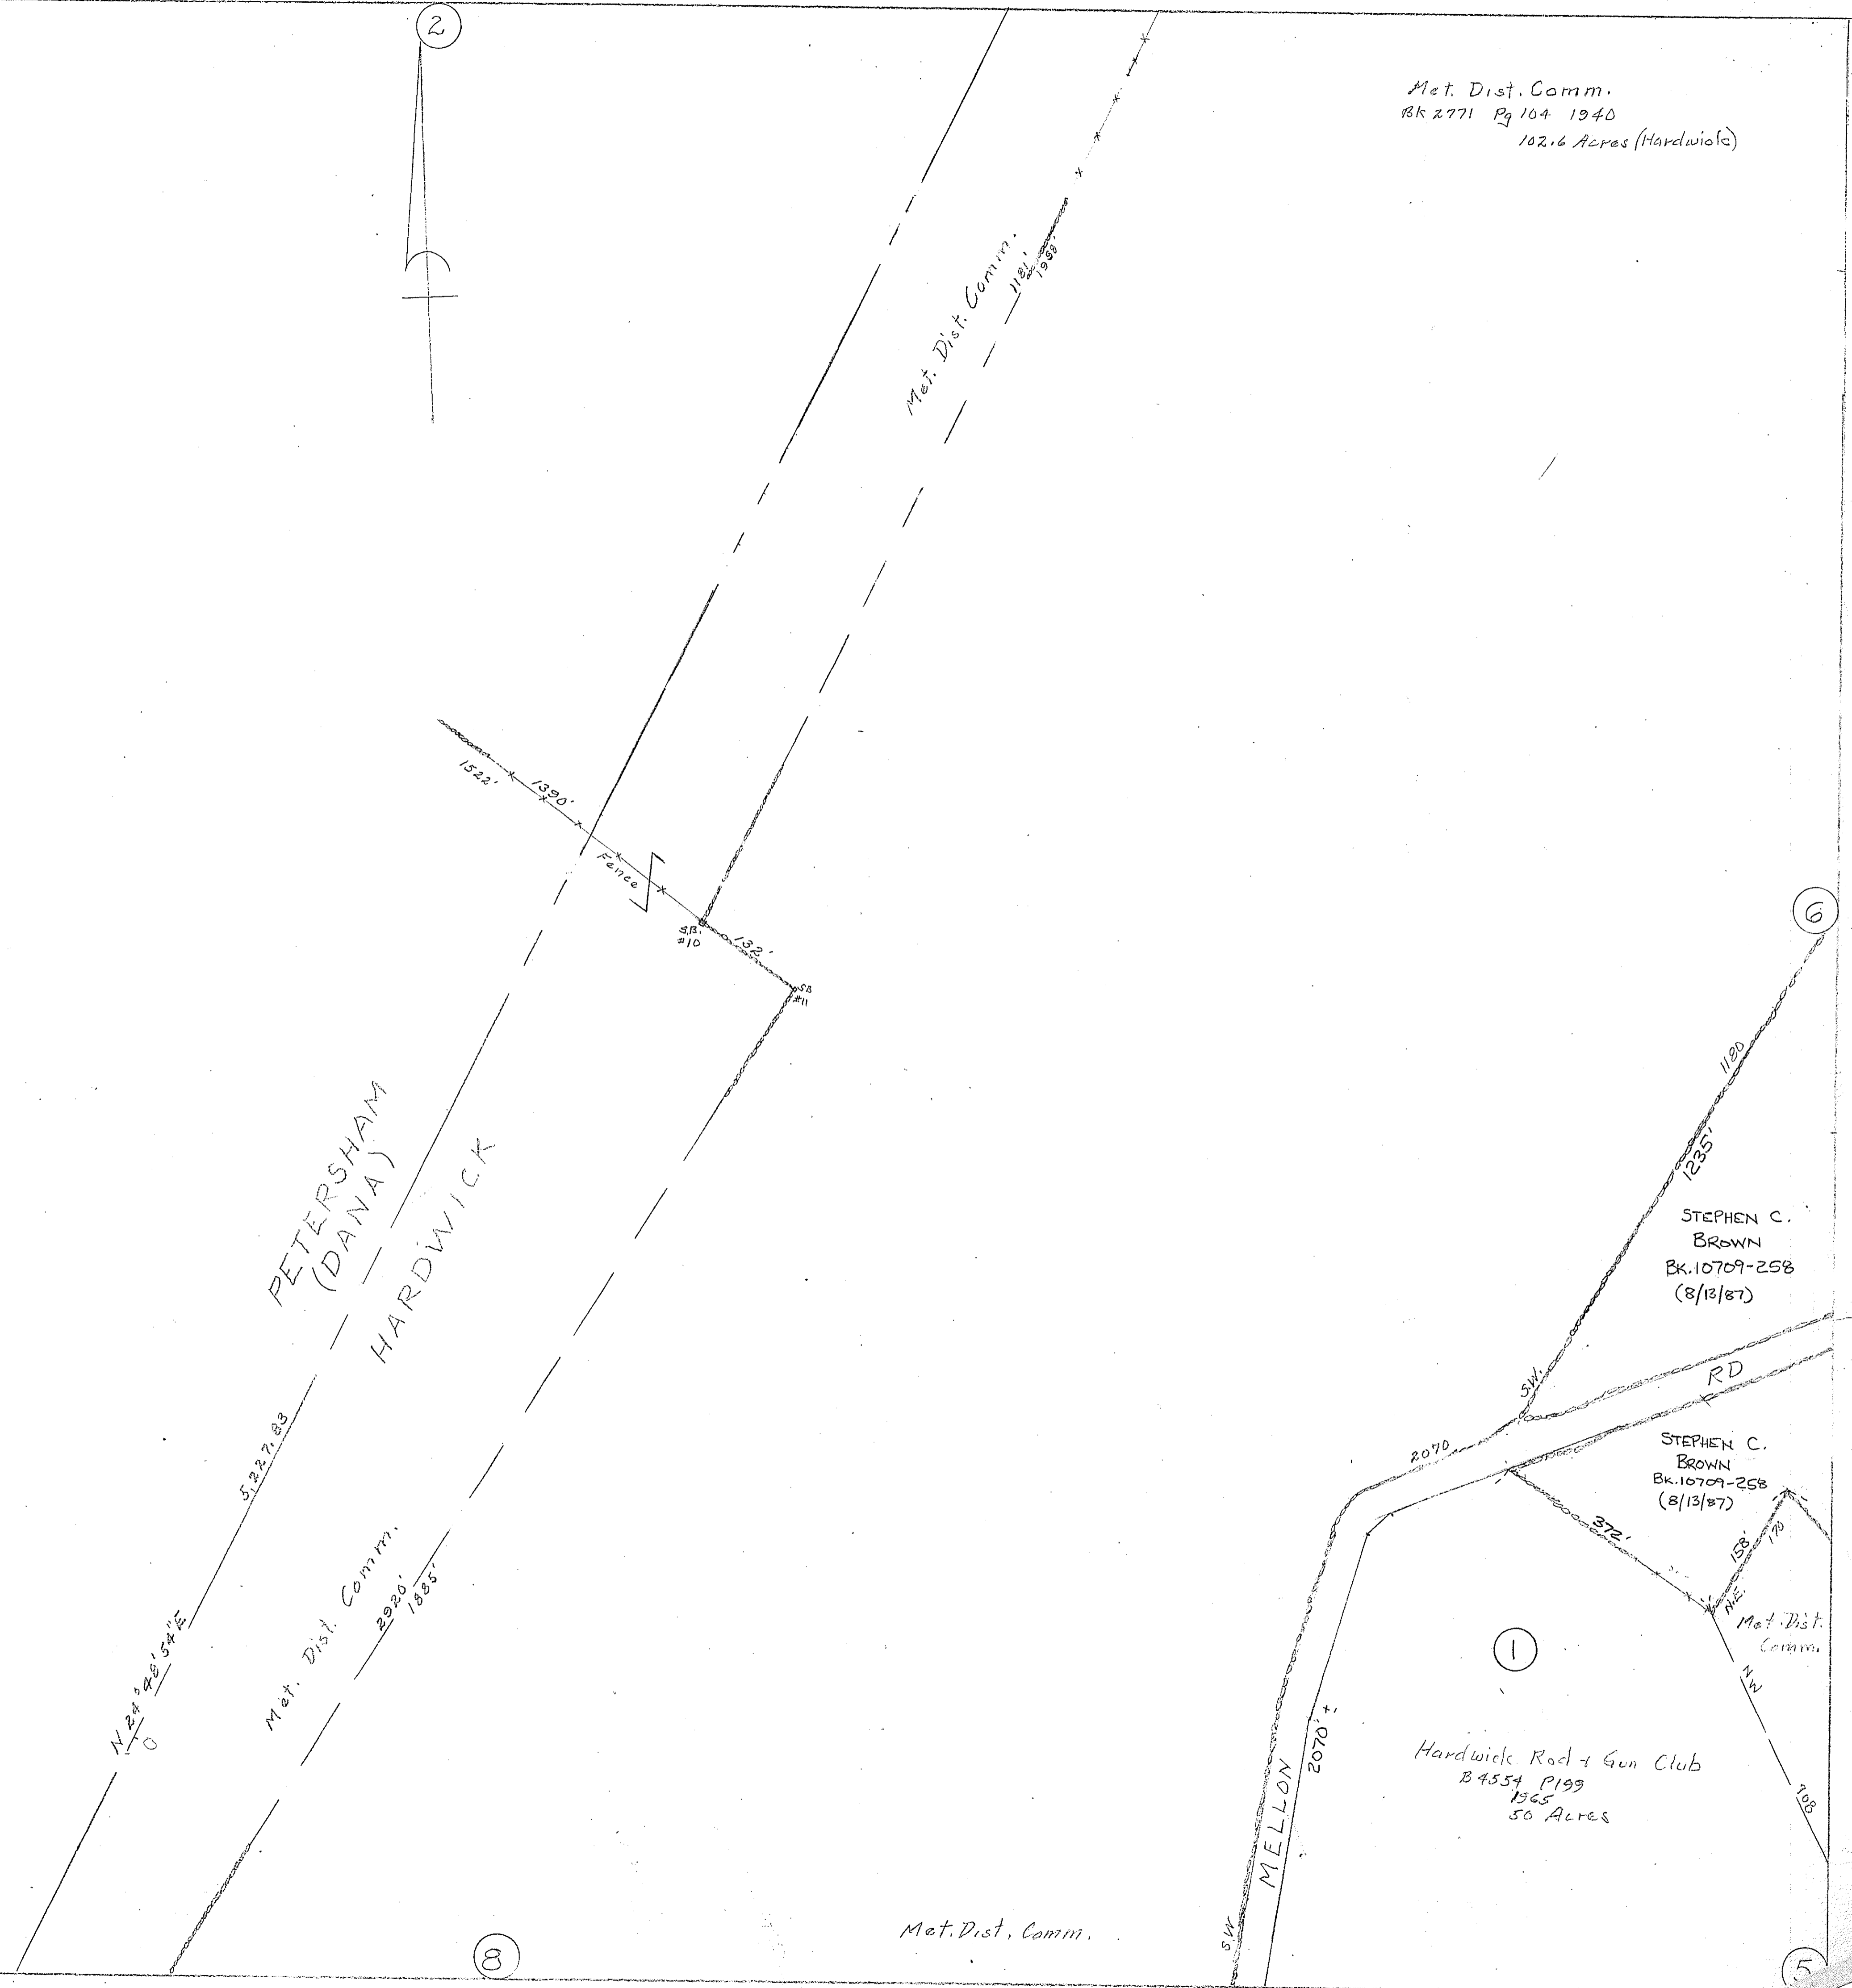 2
Met. Dist. Comm.
Bk 2771 Pg 104 1940
102.6 Acres (Hardwick)
Met. Dist. Comm.
1181'
1522'
1390'
Fence
S.B.
#10
132'
SB
#11
6
1180
1235'
PETERSHAM
(DANA)
HARDWICK
STEPHEN C.
BROWN
BK.10709-258
(8/13/87)
S.W.
RD
2070
STEPHEN C.
BROWN
BK.10709-258
(8/13/87)
372'
158'
170
N.E.
Met. Dist.
Comm.
5,227.83
N 24° 48' 54" E
0
Met. Dist. Comm.
2920'
1885'
1
NW
2070' ±
MELLON
Hardwick Rod & Gun Club
B 4554 P199
1965
50 Acres
708
S.W.
Met. Dist. Comm.
8
5